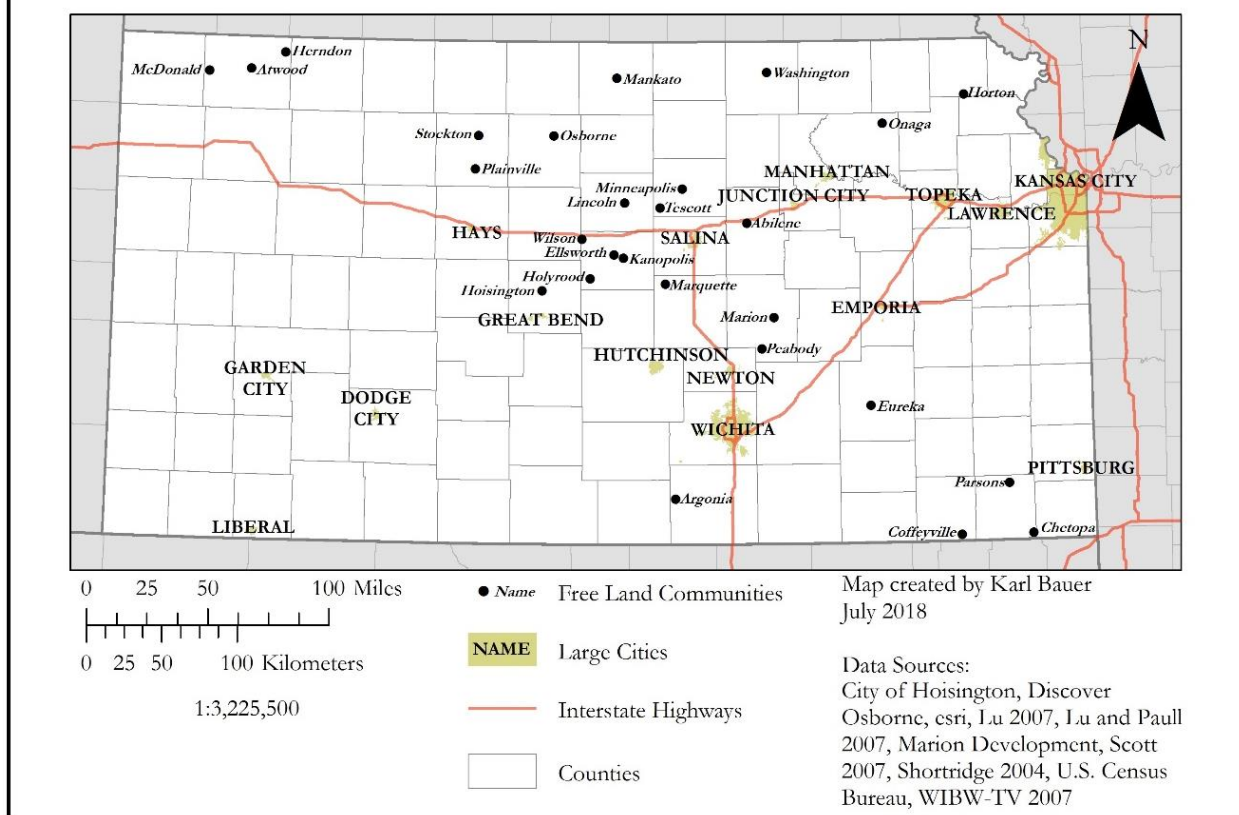 N
Herndon
McDonald
Atwood
Mankato
Washington
Horton
Onaga
Stockton
Osborne
Plainville
MANHATTAN
KANSAS CITY
Minneapolis
JUNCTION CITY
TOPEKA
Lincoln
Tescott
LAWRENCE
Abilene
HAYS
Wilson
SALINA
Ellsworth
Kanopolis
Holyrood
Marquette
Hoisington
EMPORIA
GREAT BEND
Marion
Peabody
HUTCHINSON
GARDEN
CITY
NEWTON
DODGE
CITY
Eureka
WICHITA
PITTSBURG
Parsons
Argonia
LIBERAL
Coffeyville
Chetopa
0 25 50 100 Miles
0 25 50 100 Kilometers
1:3,225,500
Name Free Land Communities
NAME Large Cities
Interstate Highways
Counties
Map created by Karl Bauer
July 2018
Data Sources:
City of Hoisington, Discover
Osborne, esri, Lu 2007, Lu and Paull
2007, Marion Development, Scott
2007, Shortridge 2004, U.S. Census
Bureau, WIBW-TV 2007